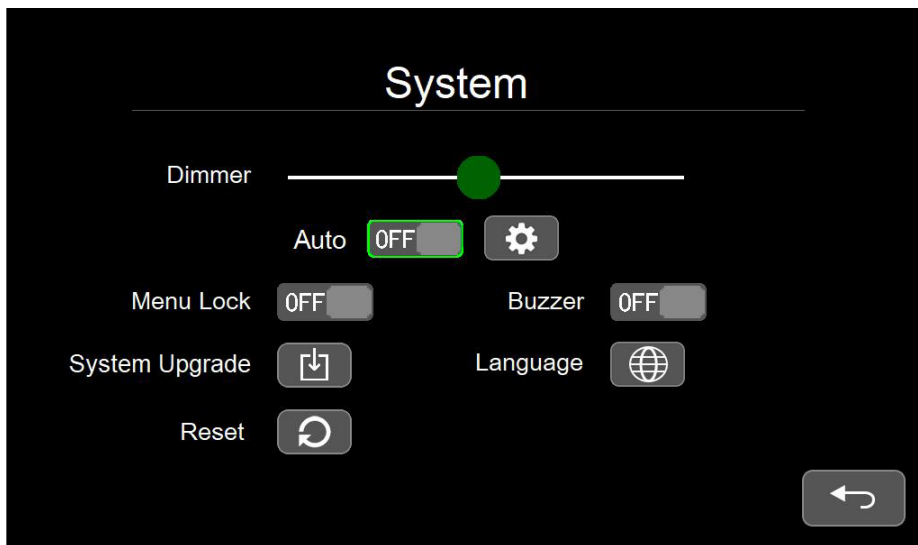 System
Dimmer
Auto OFF
Menu Lock OFF Buzzer OFF
System Upgrade Language
Reset